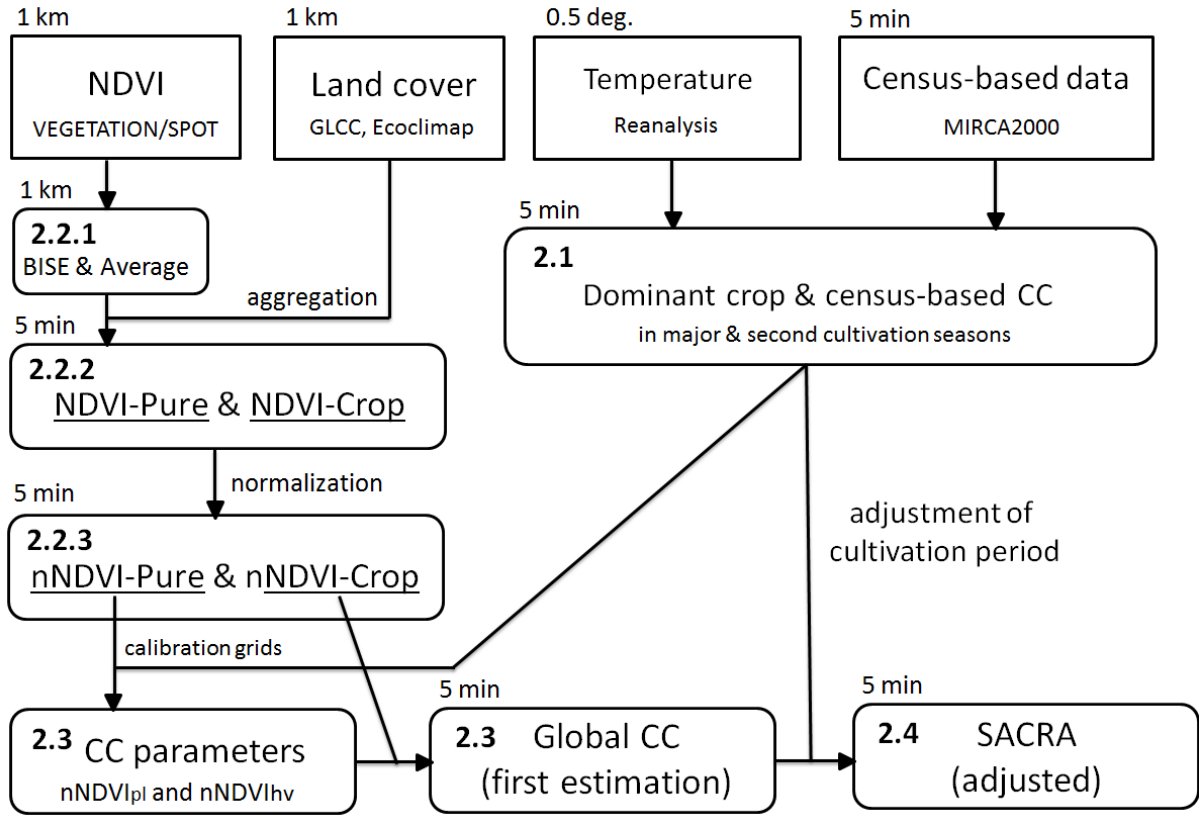 1 km
NDVI
VEGETATION/SPOT
1 km
Land cover
GLCC, Ecoclimap
0.5 deg.
Temperature
Reanalysis
5 min
Census-based data
MIRCA2000
1 km
2.2.1
BISE & Average
aggregation
5 min
2.1
Dominant crop & census-based CC
in major & second cultivation seasons
5 min
2.2.2
NDVI-Pure & NDVI-Crop
normalization
5 min
2.2.3
nNDVI-Pure & nNDVI-Crop
adjustment of
cultivation period
calibration grids
2.3
CC parameters
nNDVIpl and nNDVIhv
5 min
2.3
Global CC
(first estimation)
5 min
2.4
SACRA
(adjusted)